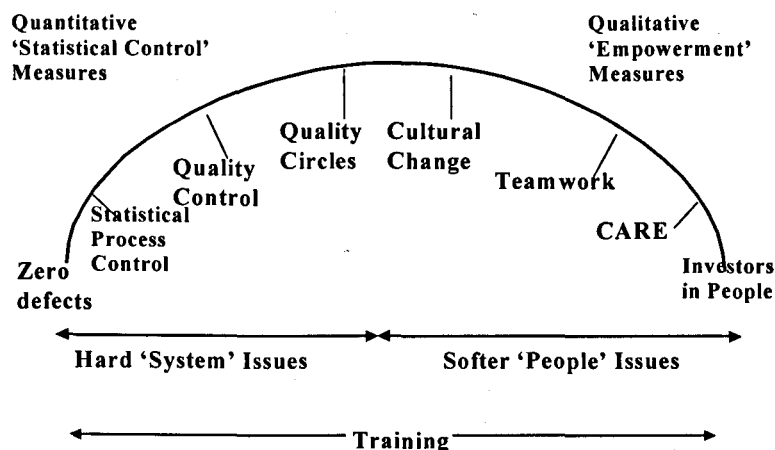 Quantitative
‘Statistical Control’
Measures
Qualitative
‘Empowerment’
Measures
Quality
Circles
Cultural
Change
Quality
Control
Teamwork
Statistical
Process
Control
CARE
Zero
defects
Investors
in People
Hard ‘System’ Issues
Softer ‘People’ Issues
Training